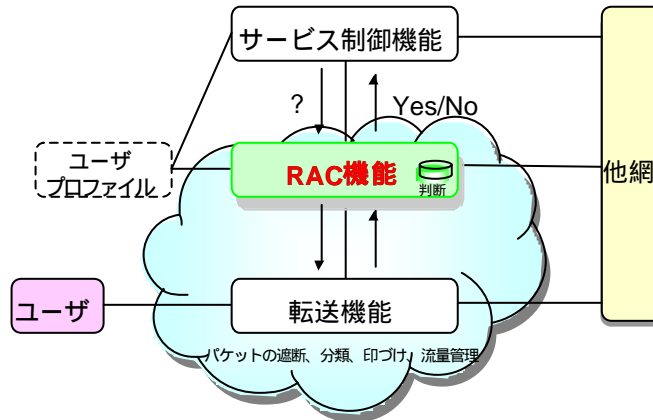 サービス制御機能
?
Yes/No
ユーザ
プロファイル
RAC機能
判断
他網
ユーザ
転送機能
パケットの遮断、分類、印づけ、流量管理